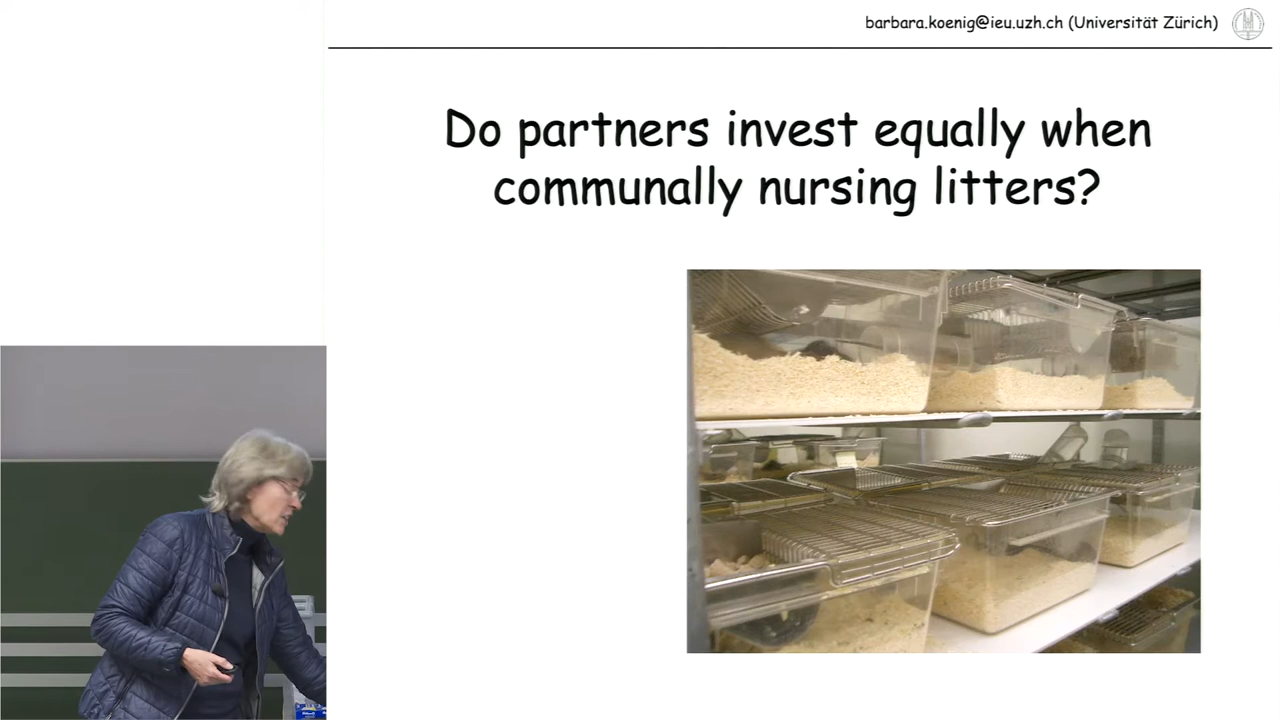 barbara.koenig@ieu.uzh.ch (Universität Zürich)
Do partners invest equally when
communally nursing litters?